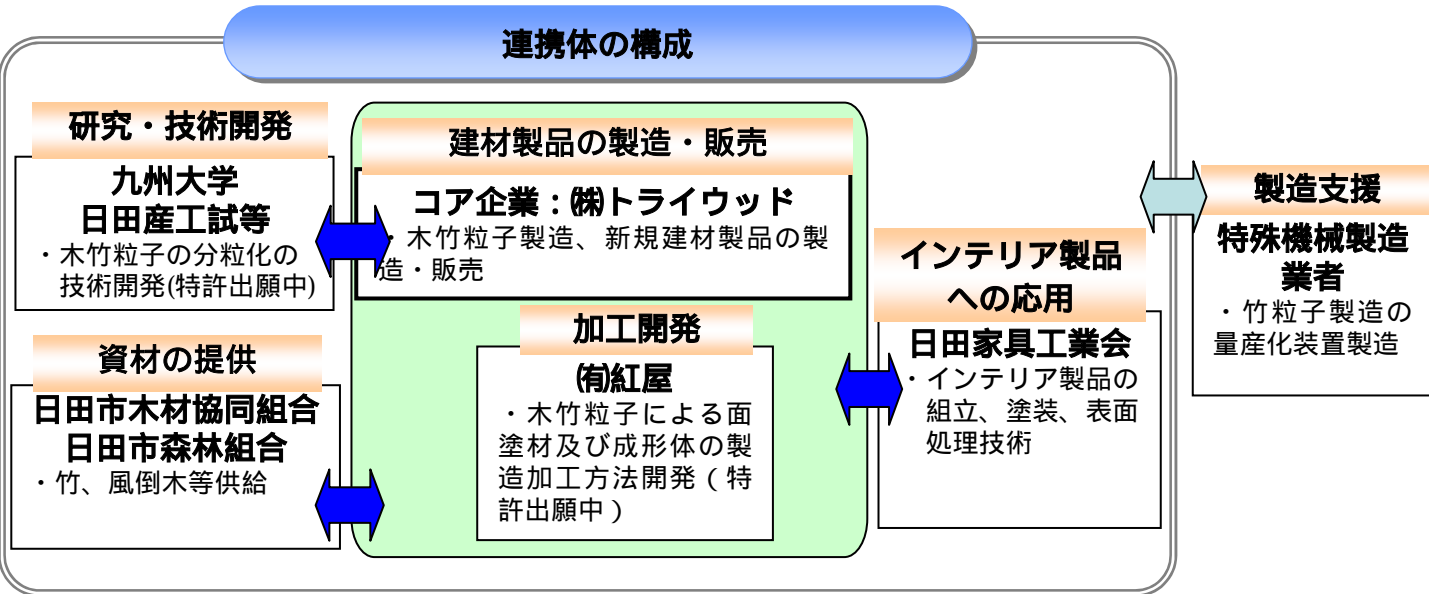 連携体の構成
研究・技術開発
九州大学
日田産工試等
・木竹粒子の分粒化の
技術開発(特許出願中)
資材の提供
日田市木材協同組合
日田市森林組合
・竹、風倒木等供給
建材製品の製造・販売
コア企業：㈱トライウッド
・木竹粒子製造、新規建材製品の製
造・販売
加工開発
㈲紅屋
・木竹粒子による面
塗材及び成形体の製
造加工方法開発（特
許出願中）
インテリア製品
への応用
日田家具工業会
・インテリア製品の
組立、塗装、表面
処理技術
製造支援
特殊機械製造
業者
・竹粒子製造の
量産化装置製造